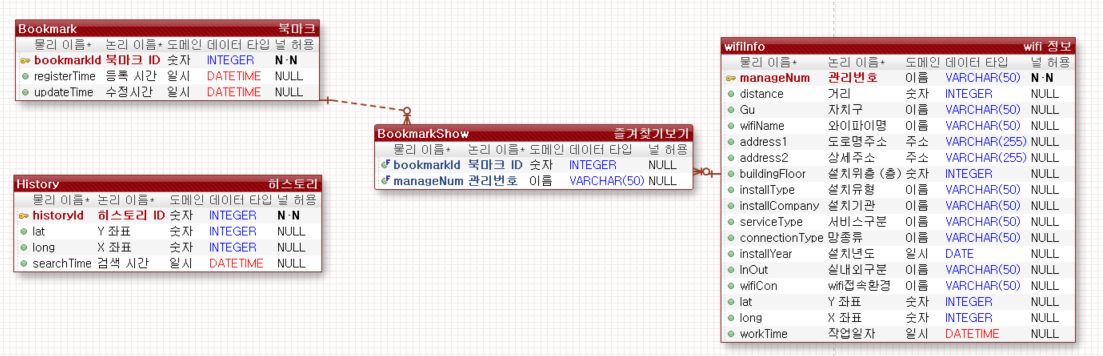 Bookmark 북마크
물리 이름* 논리 이름* 도메인 데이터 타입 널 허용
bookmarkId 북마크 ID 숫자 INTEGER N·N
registerTime 등록 시간 일시 DATETIME NULL
updateTime 수정시간 일시 DATETIME NULL
History 히스토리
물리 이름* 논리 이름* 도메인 데이터 타입 널 허용
historyId 히스토리 ID 숫자 INTEGER N·N
lat Y 좌표 숫자 INTEGER NULL
long X 좌표 숫자 INTEGER NULL
searchTime 검색 시간 일시 DATETIME NULL
BookmarkShow 즐겨찾기보기
물리 이름* 논리 이름* 도메인 데이터 타입 널 허용
bookmarkId 북마크 ID 숫자 INTEGER NULL
manageNum 관리번호 이름 VARCHAR(50) NULL
wifiInfo wifi 정보
물리 이름* 논리 이름* 도메인 데이터 타입 널 허용
manageNum 관리번호 이름 VARCHAR(50) N·N
distance 거리 숫자 INTEGER NULL
Gu 자치구 이름 VARCHAR(50) NULL
wifiName 와이파이명 이름 VARCHAR(50) NULL
address1 도로명주소 주소 VARCHAR(255) NULL
address2 상세주소 주소 VARCHAR(255) NULL
buildingFloor 설치위층 (층) 숫자 INTEGER NULL
installType 설치유형 이름 VARCHAR(50) NULL
installCompany 설치기관 이름 VARCHAR(50) NULL
serviceType 서비스구분 이름 VARCHAR(50) NULL
connectionType 망종류 이름 VARCHAR(50) NULL
installYear 설치년도 일시 DATE NULL
InOut 실내외구분 이름 VARCHAR(50) NULL
wifiCon wifi접속환경 이름 VARCHAR(50) NULL
lat Y 좌표 숫자 INTEGER NULL
long X 좌표 숫자 INTEGER NULL
workTime 작업일자 일시 DATETIME NULL